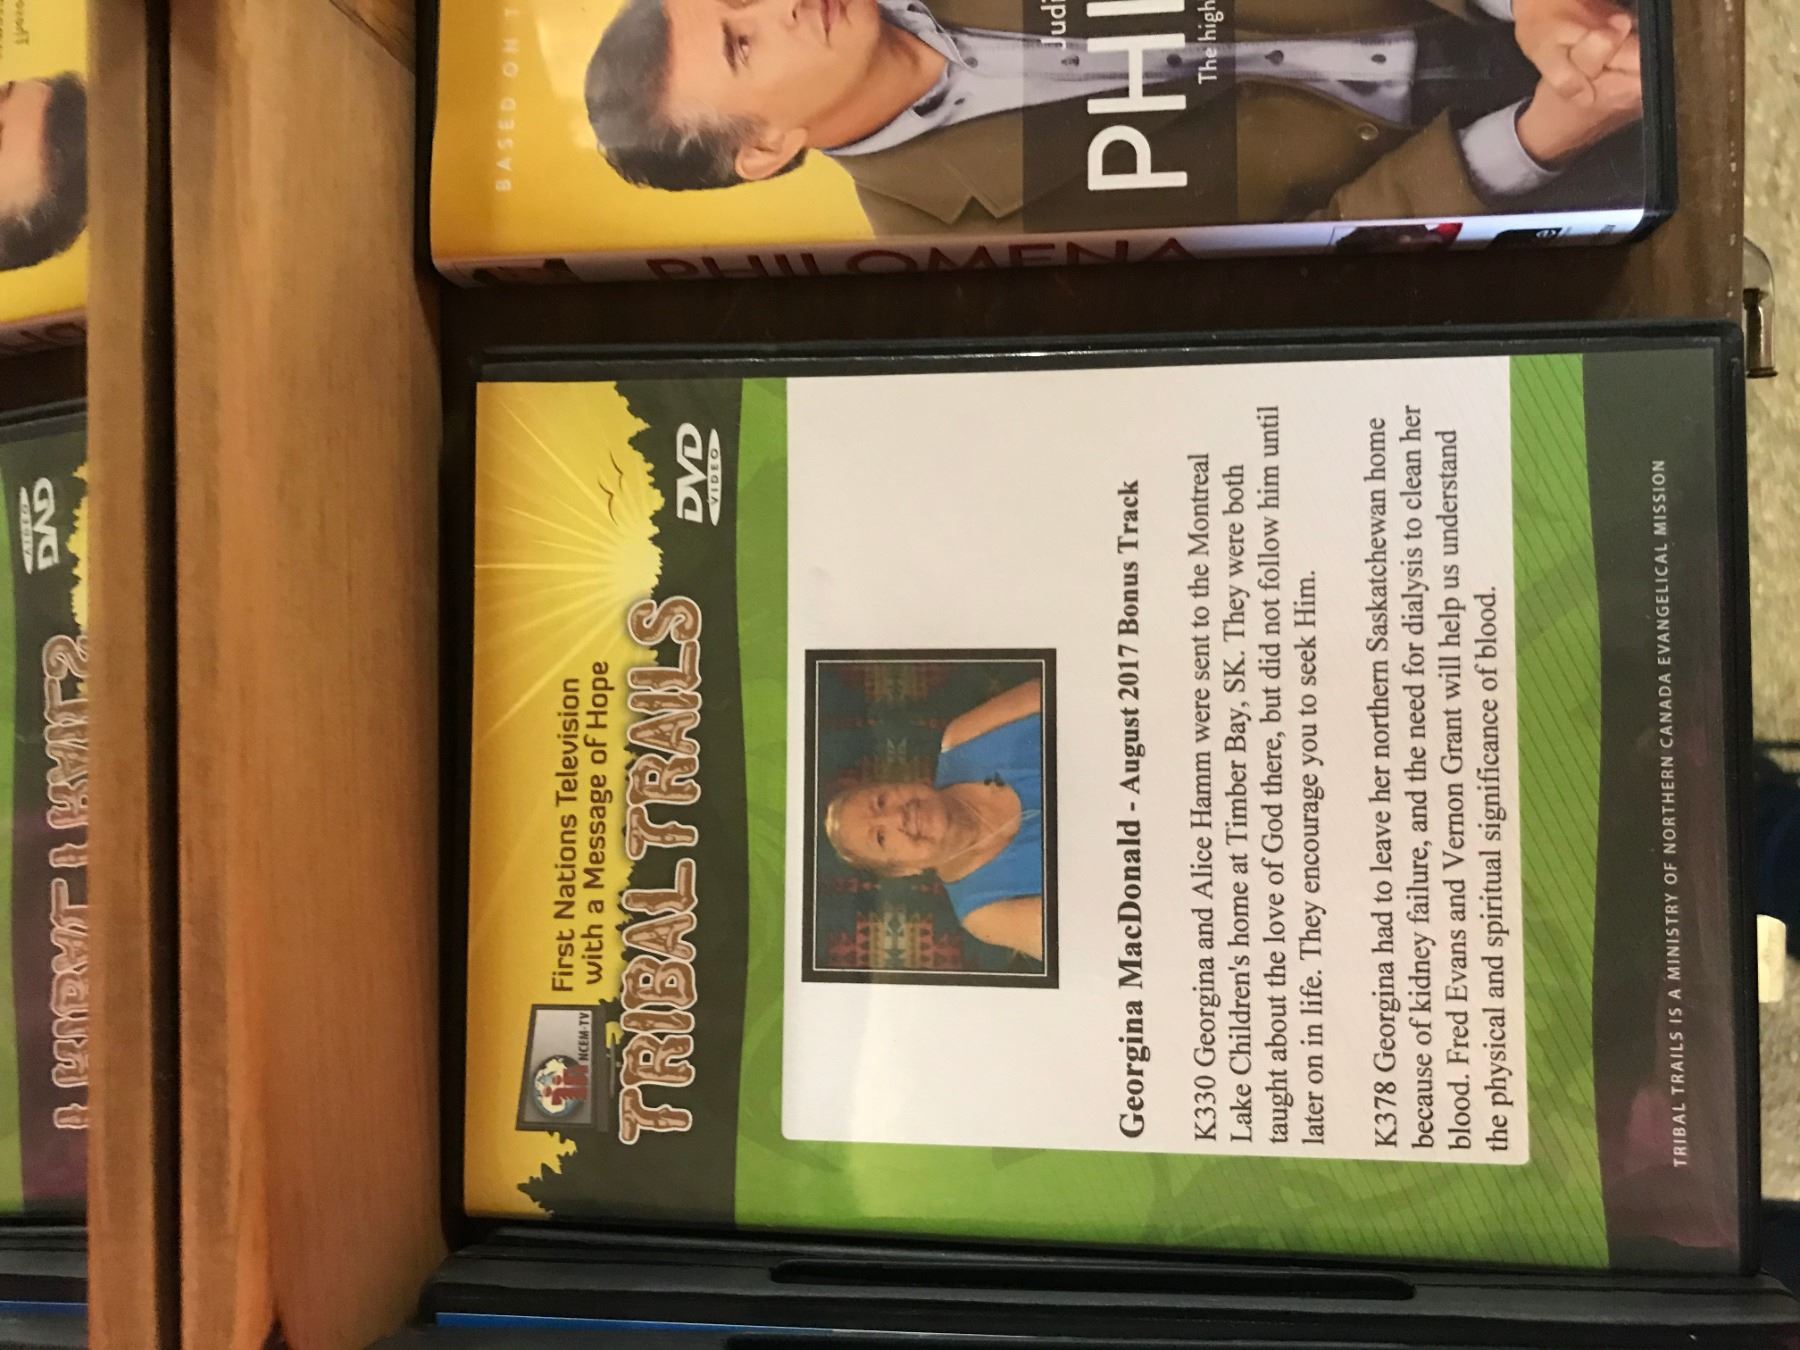 First Nations Television
with a Message of Hope
NCEM-TV
TRIBAL TRAILS
DVD
VIDEO
Georgina MacDonald - August 2017 Bonus Track
K330 Georgina and Alice Hamm were sent to the Montreal
Lake Children's home at Timber Bay, SK. They were both
taught about the love of God there, but did not follow him until
later on in life. They encourage you to seek Him.
K378 Georgina had to leave her northern Saskatchewan home
because of kidney failure, and the need for dialysis to clean her
blood. Fred Evans and Vernon Grant will help us understand
the physical and spiritual significance of blood.
TRIBAL TRAILS IS A MINISTRY OF NORTHERN CANADA EVANGELICAL MISSION
PHILOMENA
BASED ON
Judi
PHI
The high